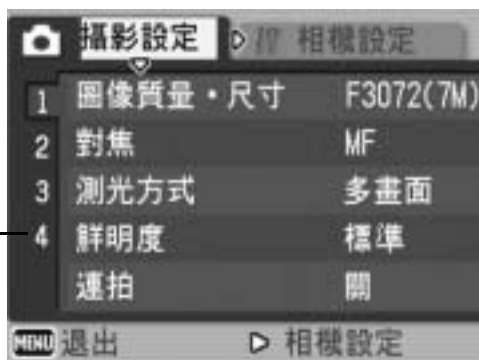 攝影設定 相機設定
1 圖像質量・尺寸 F3072(7M)
2 對焦 MF
3 測光方式 多畫面
4 鮮明度 標準
連拍 關
MENU 退出 相機設定